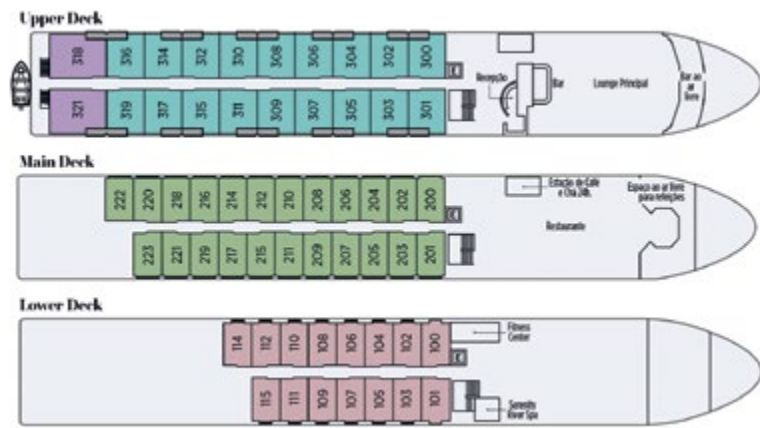 Upper Deck
318 316 314 312 310 308 306 304 302 300
Recepção
Bar
Lounge Principal
Bar ao
ar
livre
321 319 317 315 311 309 307 305 303 301
Main Deck
222 220 218 216 214 212 210 208 206 204 202 200
Estação de Café
e Chá 24h.
Espaço ao ar livre
para refeições
Restaurante
223 221 219 217 215 211 209 207 205 203 201
Lower Deck
114 112 110 108 106 104 102 100
Fitness
Center
115 111 109 107 105 103 101
Serenity
River Spa